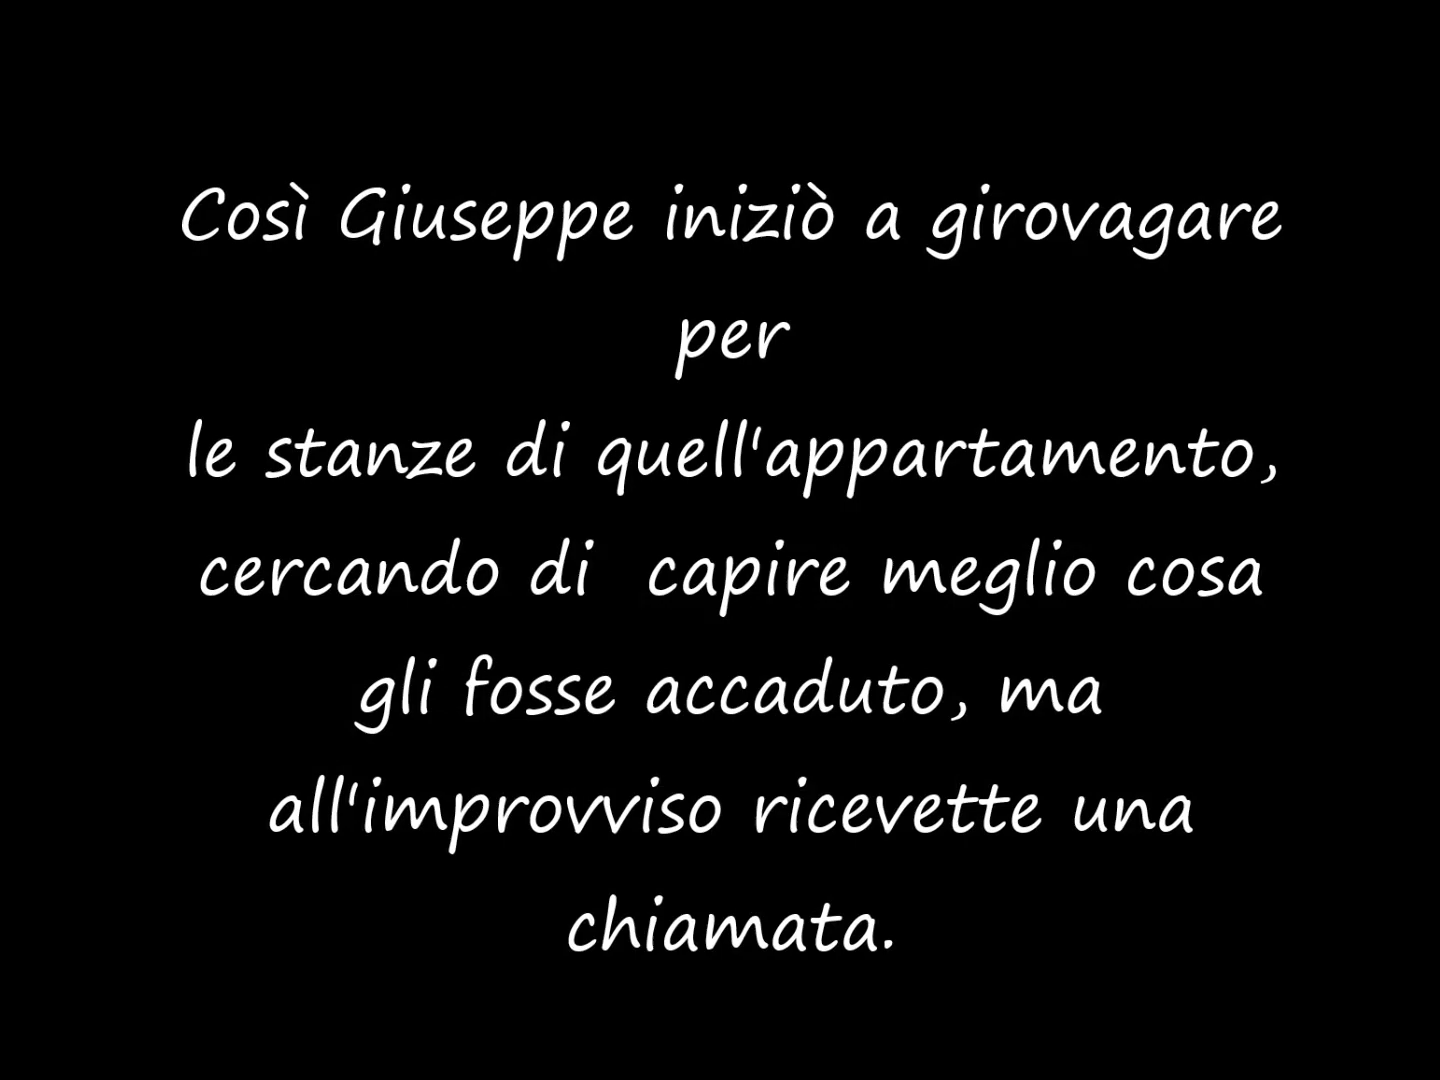 Così Giuseppe iniziò a girovagare
per
le stanze di quell'appartamento,
cercando di  capire meglio cosa
gli fosse accaduto, ma
all'improvviso ricevette una
chiamata.